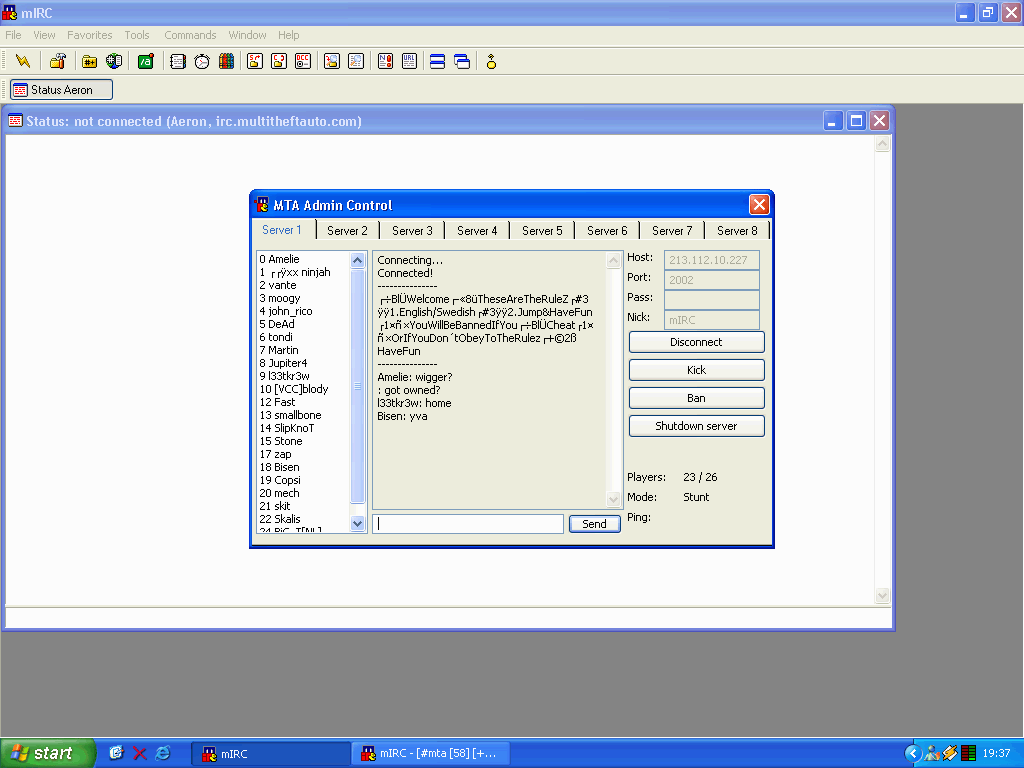 mIRC
File View Favorites Tools Commands Window Help
Status Aeron
Status: not connected (Aeron, irc.multitheftauto.com)
MTA Admin Control
Server 1 Server 2 Server 3 Server 4 Server 5 Server 6 Server 7 Server 8
0 Amelie
1 ┌┌ÿxx ninjah
2 vante
3 moogy
4 john_rico
5 DeAd
6 tondi
7 Martin
8 Jupiter4
9 l33tkr3w
10 [VCC]blody
12 Fast
13 smallbone
14 SlipKnoT
15 Stone
17 zap
18 Bisen
19 Copsi
20 mech
21 skit
22 Skalis
Connecting...
Connected!
---------------
┌÷BlÜWelcome ┌«8üTheseAreTheRuleZ ┌#3
ÿÿ1.English/Swedish ┌#3ÿÿ2.Jump&HaveFun
┌1×ñ×YouWillBeBannedIfYou ┌÷BlÜCheat ┌1×
ñ×OrIfYouDon´tObeyToTheRulez ┌+©2ß
HaveFun
---------------
Amelie: wigger?
: got owned?
l33tkr3w: home
Bisen: yva
Send
Host: 213.112.10.227
Port: 2002
Pass:
Nick: mIRC
Disconnect
Kick
Ban
Shutdown server
Players: 23 / 26
Mode: Stunt
Ping:
start
mIRC
mIRC - [#mta [58] [+...
19:37